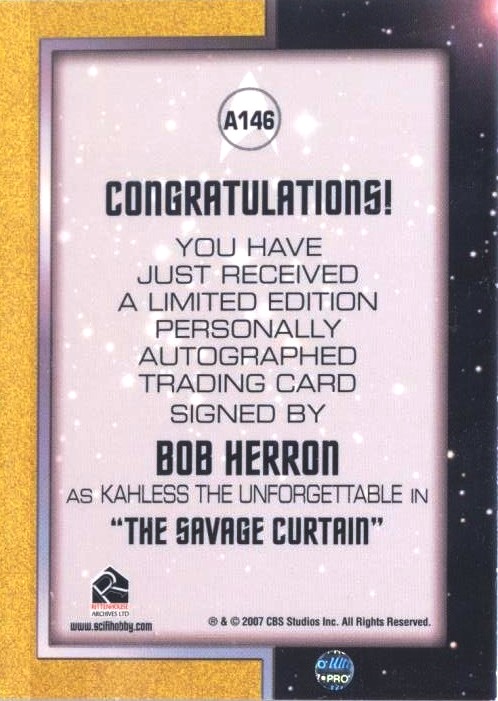 A146
CONGRATULATIONS!
YOU HAVE
JUST RECEIVED
A LIMITED EDITION
PERSONALLY
AUTOGRAPHED
TRADING CARD
SIGNED BY
BOB HERRON
AS KAHLESS THE UNFORGETTABLE IN
"THE SAVAGE CURTAIN"
RITTENHOUSE
ARCHIVES LTD
www.scifihobby.com
® & © 2007 CBS Studios Inc. All Rights Reserved.
PRO